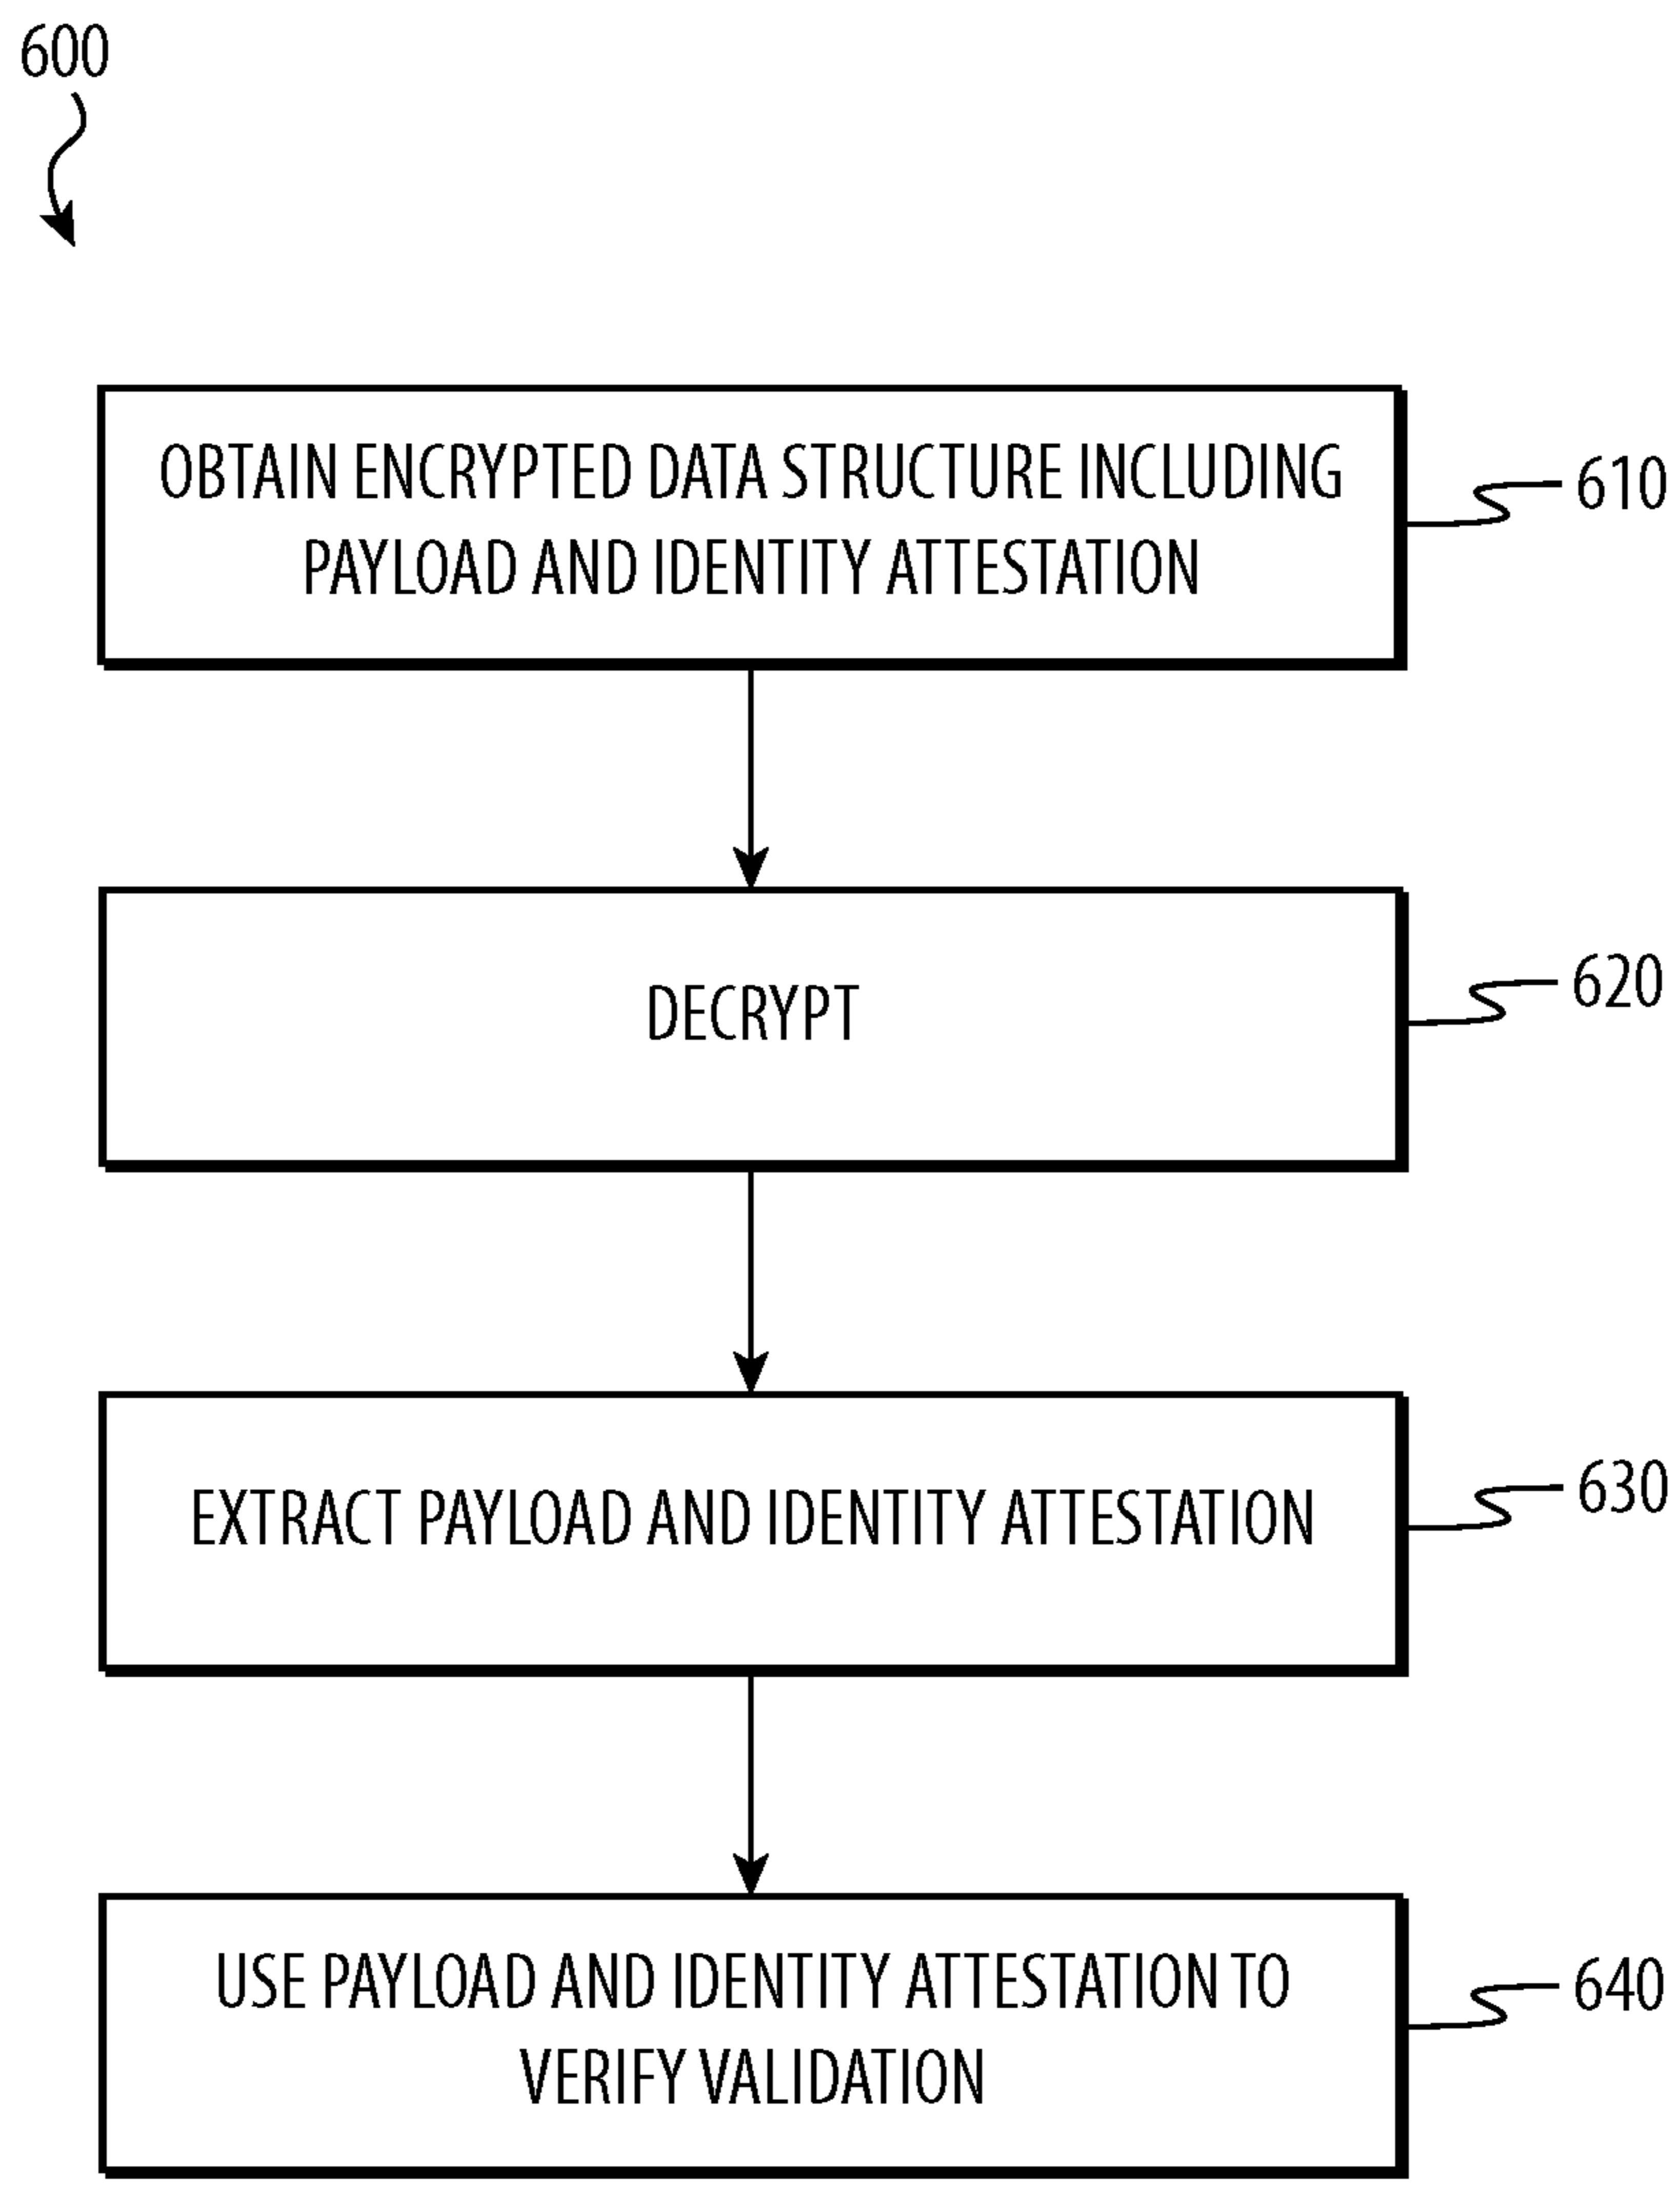 600
OBTAIN ENCRYPTED DATA STRUCTURE INCLUDING
PAYLOAD AND IDENTITY ATTESTATION
610
DECRYPT
620
EXTRACT PAYLOAD AND IDENTITY ATTESTATION
630
USE PAYLOAD AND IDENTITY ATTESTATION TO
VERIFY VALIDATION
640